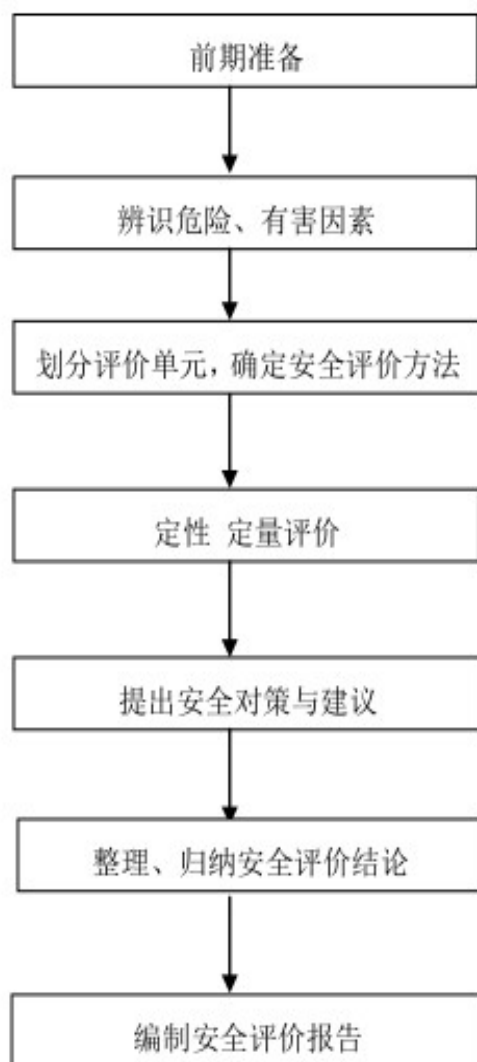 前期准备
辨识危险、有害因素
划分评价单元，确定安全评价方法
定性 定量评价
提出安全对策与建议
整理、归纳安全评价结论
编制安全评价报告